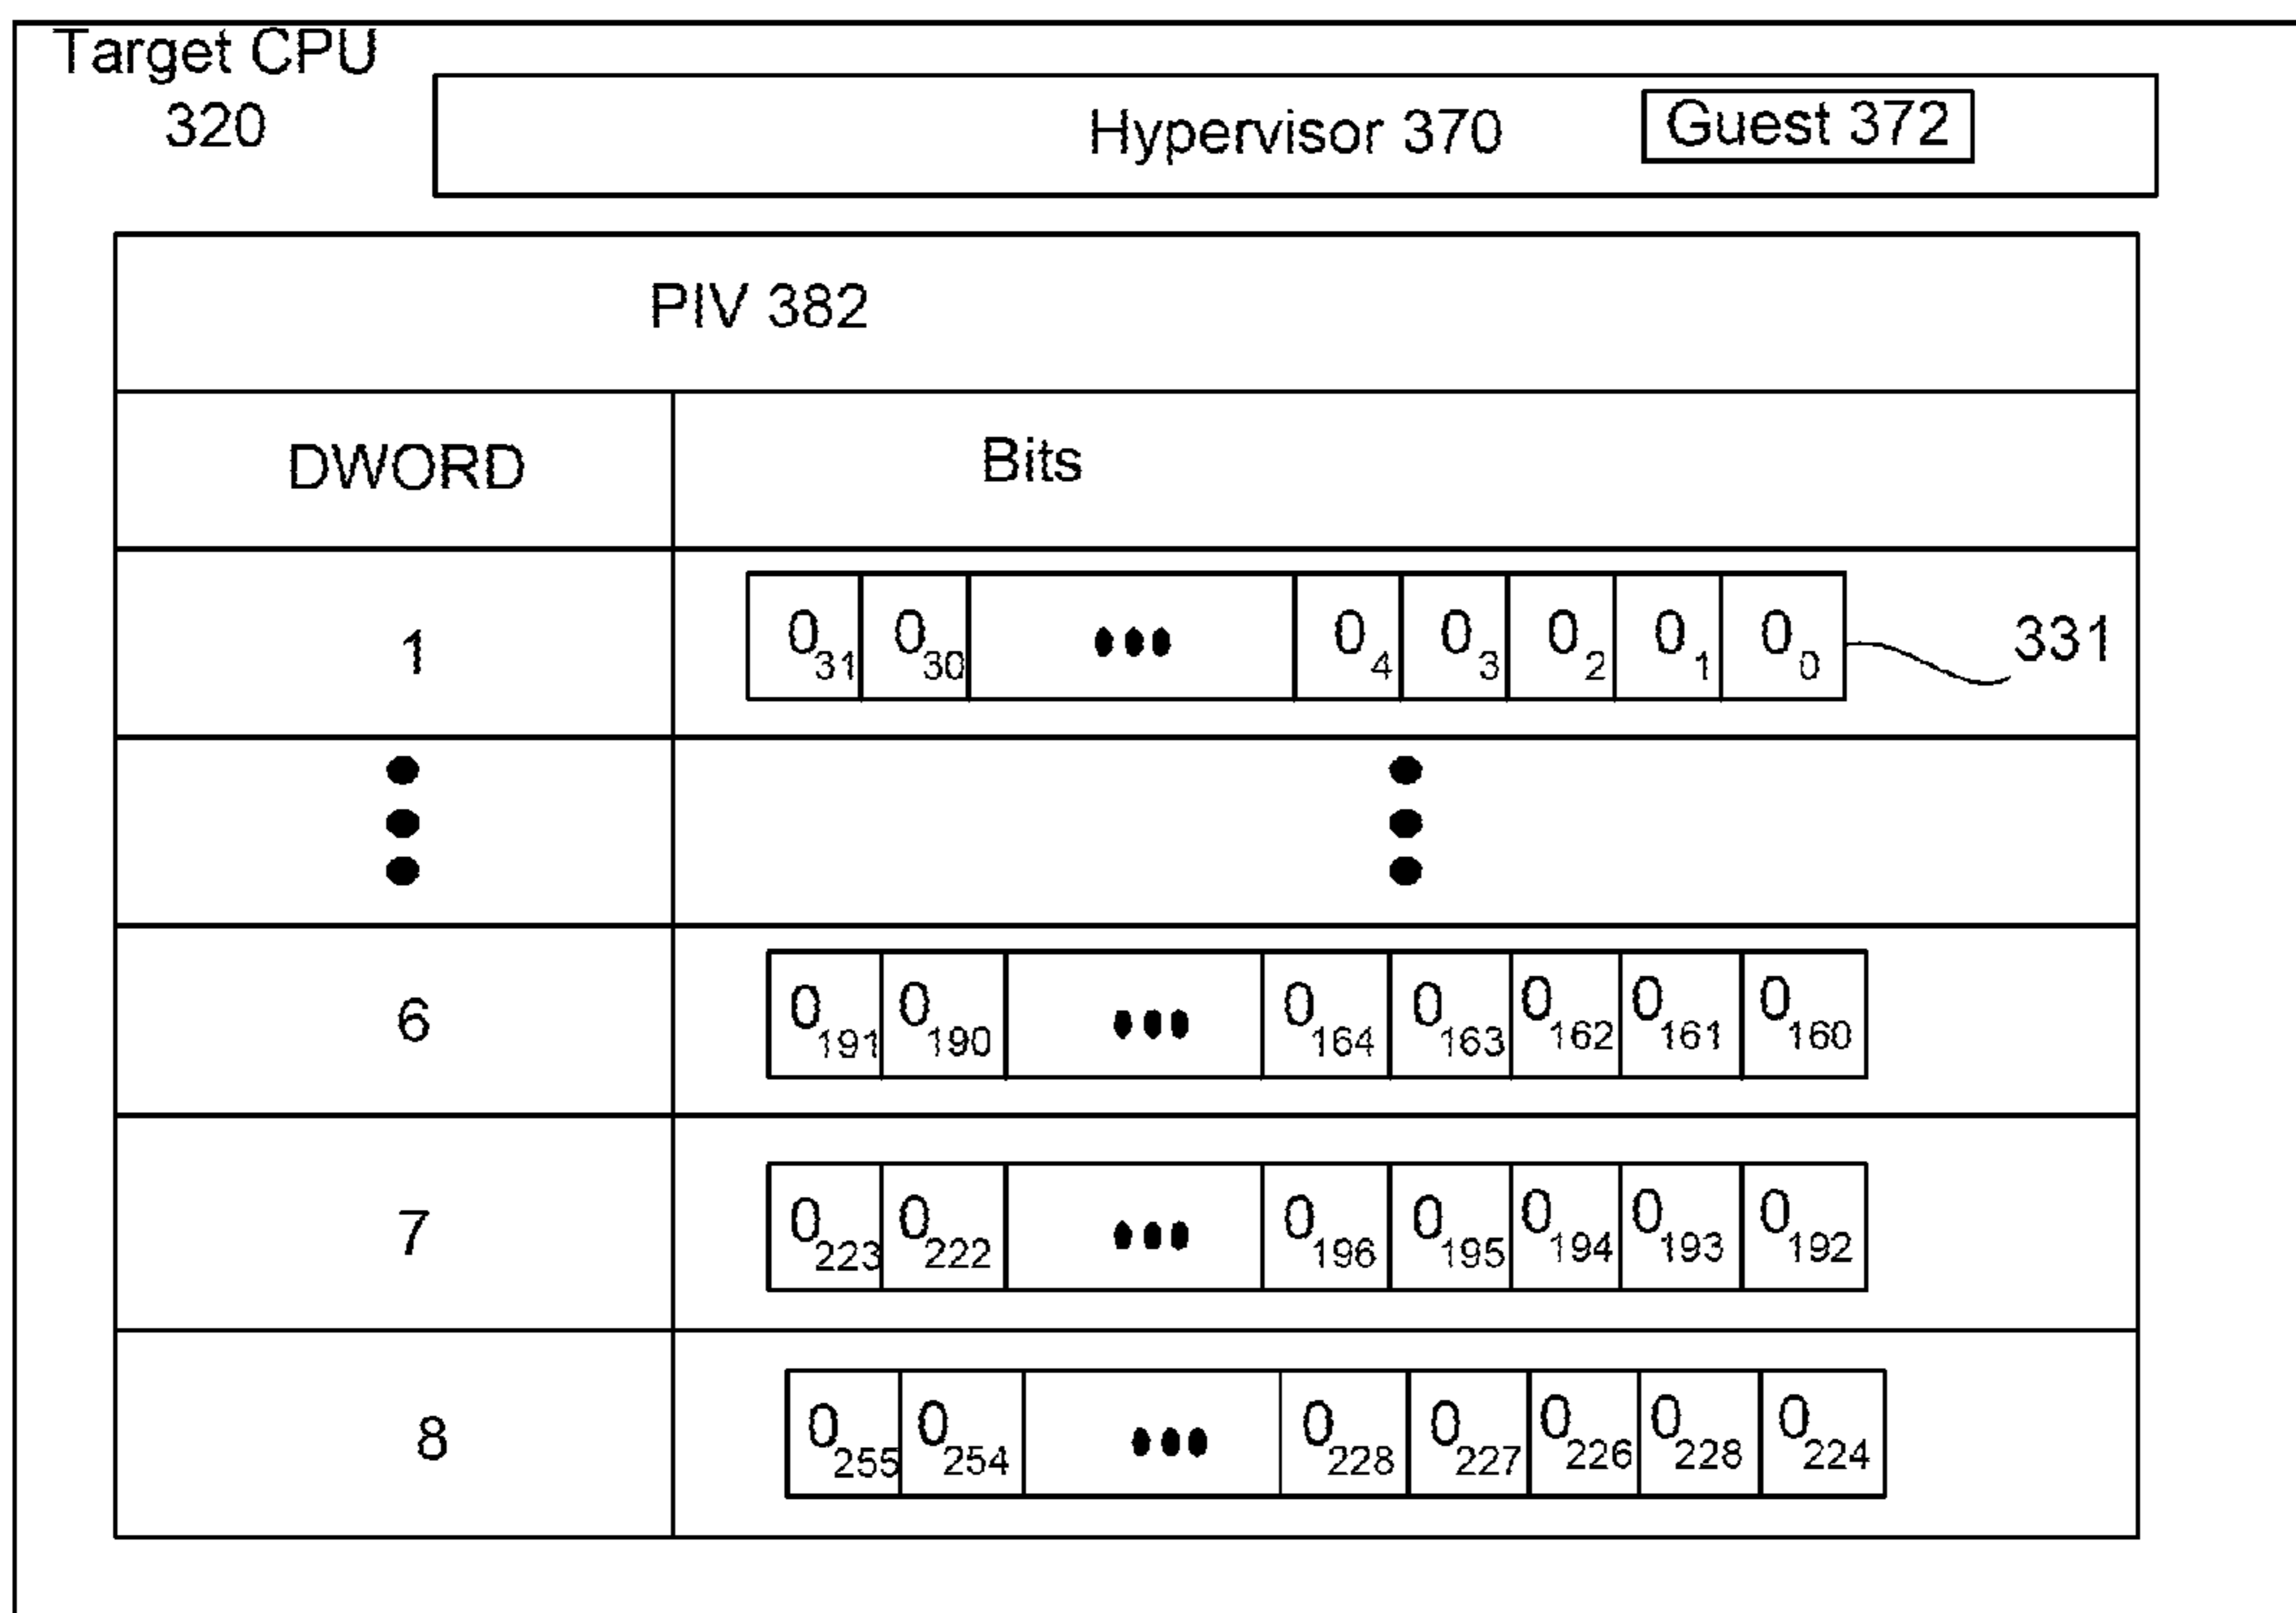 Target CPU
320
Hypervisor 370
Guest 372
PIV 382
DWORD Bits
1 0₃₁ 0₃₀ ••• 0₄ 0₃ 0₂ 0₁ 0₀ 331
6 0₁₉₁ 0₁₉₀ ••• 0₁₆₄ 0₁₆₃ 0₁₆₂ 0₁₆₁ 0₁₆₀
7 0₂₂₃ 0₂₂₂ ••• 0₁₉₆ 0₁₉₅ 0₁₉₄ 0₁₉₃ 0₁₉₂
8 0₂₅₅ 0₂₅₄ ••• 0₂₂₈ 0₂₂₇ 0₂₂₆ 0₂₂₈ 0₂₂₄